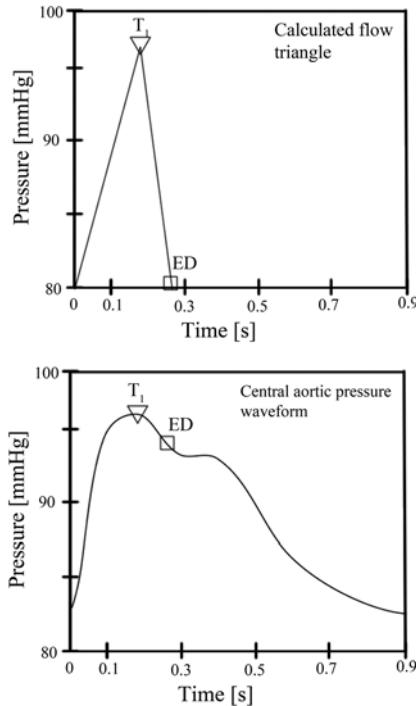 100
T1
Calculated flow
triangle
90
Pressure [mmHg]
ED
80
0 0.1 0.3 0.5 0.7 0.9
Time [s]
100
T1
Central aortic pressure
waveform
ED
90
Pressure [mmHg]
80
0 0.1 0.3 0.5 0.7 0.9
Time [s]